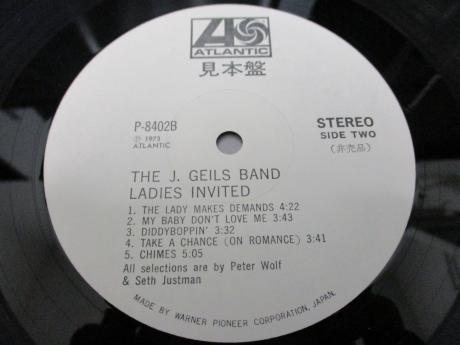 ATLANTIC
見本盤
P-8402B
STEREO
℗ 1973
SIDE TWO
ATLANTIC
(非売品)
THE J. GEILS BAND
LADIES INVITED
1. THE LADY MAKES DEMANDS 4:22
2. MY BABY DON'T LOVE ME 3:43
3. DIDDYBOPPIN' 3:32
4. TAKE A CHANCE (ON ROMANCE) 3:41
5. CHIMES 5:05
All selections are by Peter Wolf
& Seth Justman
MADE BY WARNER PIONEER CORPORATION, JAPAN.